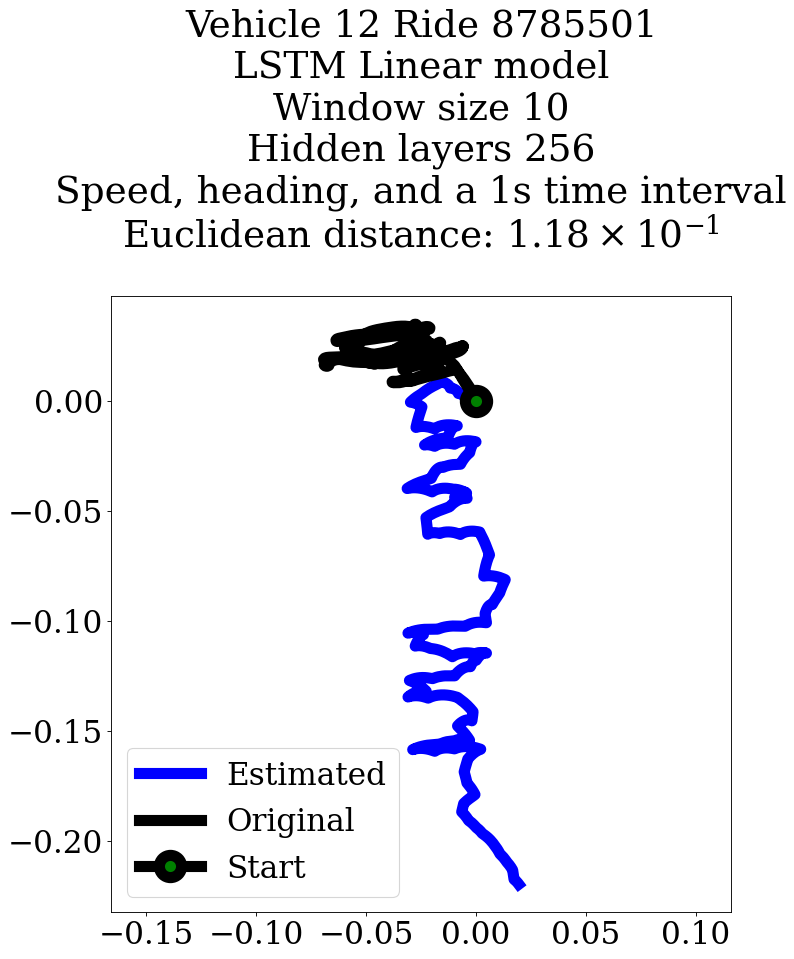 Vehicle 12 Ride 8785501
LSTM Linear model
Window size 10
Hidden layers 256
Speed, heading, and a 1s time interval
Euclidean distance: 1.18 × 10⁻¹
0.00
−0.05
−0.10
−0.15
−0.20
Estimated
Original
Start
−0.15 −0.10 −0.05 0.00 0.05 0.10